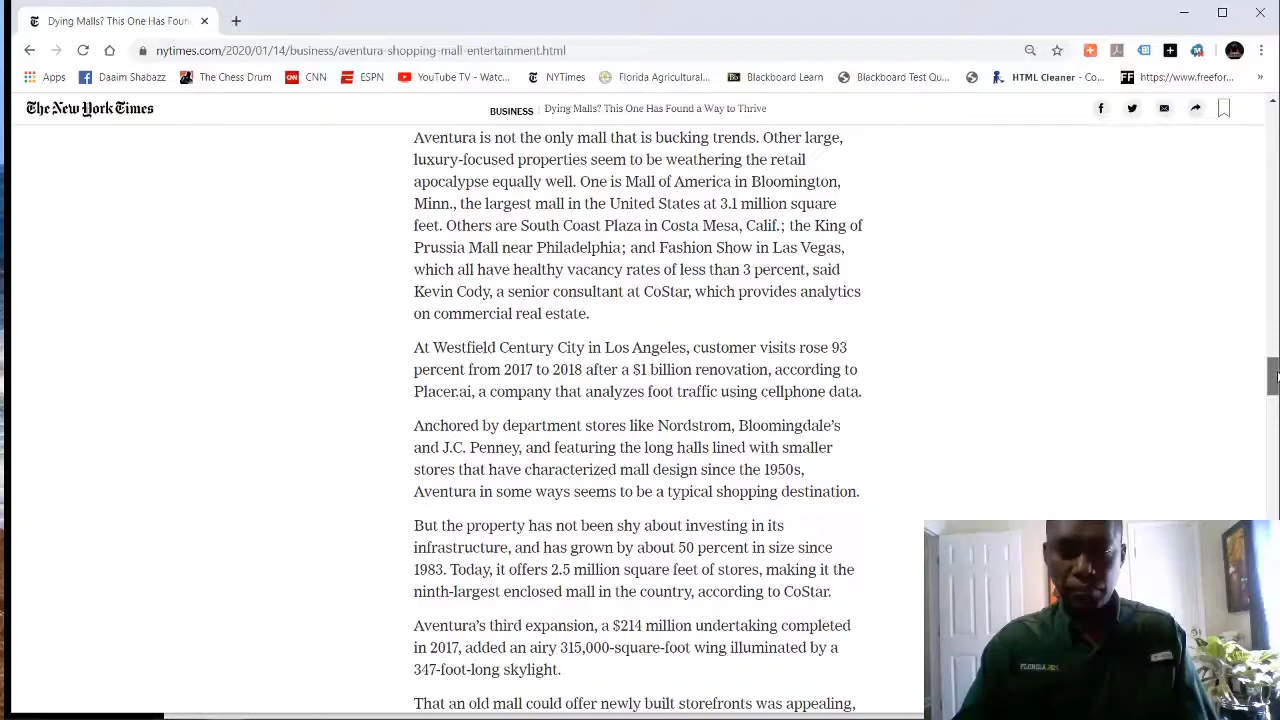 Dying Malls? This One Has Foun
nytimes.com/2020/01/14/business/aventura-shopping-mall-entertainment.html
Apps
Daaim Shabazz
The Chess Drum
CNN
ESPN
YouTube - Watc...
NYTimes
Florida Agricultural...
Blackboard Learn
Blackboard Test Qu...
HTML Cleaner - Co...
https://www.freefor...
The New York Times
BUSINESS | Dying Malls? This One Has Found a Way to Thrive
Aventura is not the only mall that is bucking trends. Other large,
luxury-focused properties seem to be weathering the retail
apocalypse equally well. One is Mall of America in Bloomington,
Minn., the largest mall in the United States at 3.1 million square
feet. Others are South Coast Plaza in Costa Mesa, Calif.; the King of
Prussia Mall near Philadelphia; and Fashion Show in Las Vegas,
which all have healthy vacancy rates of less than 3 percent, said
Kevin Cody, a senior consultant at CoStar, which provides analytics
on commercial real estate.
At Westfield Century City in Los Angeles, customer visits rose 93
percent from 2017 to 2018 after a $1 billion renovation, according to
Placer.ai, a company that analyzes foot traffic using cellphone data.
Anchored by department stores like Nordstrom, Bloomingdale's
and J.C. Penney, and featuring the long halls lined with smaller
stores that have characterized mall design since the 1950s,
Aventura in some ways seems to be a typical shopping destination.
But the property has not been shy about investing in its
infrastructure, and has grown by about 50 percent in size since
1983. Today, it offers 2.5 million square feet of stores, making it the
ninth-largest enclosed mall in the country, according to CoStar.
Aventura's third expansion, a $214 million undertaking completed
in 2017, added an airy 315,000-square-foot wing illuminated by a
347-foot-long skylight.
That an old mall could offer newly built storefronts was appealing,